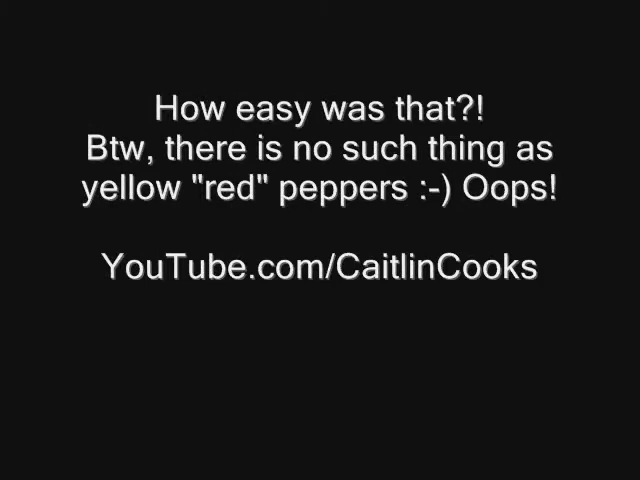 How easy was that?!
Btw, there is no such thing as
yellow "red" peppers :-) Oops!
YouTube.com/CaitlinCooks